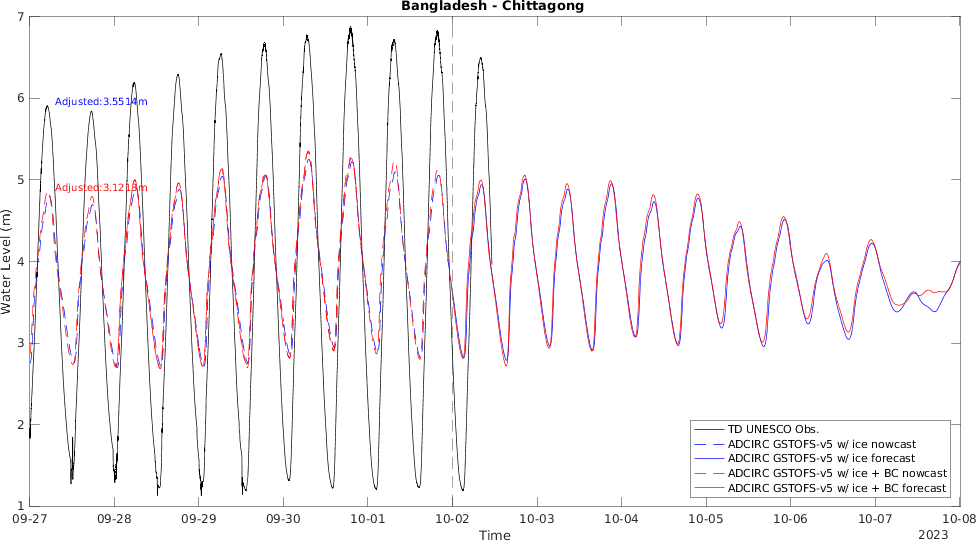 Bangladesh - Chittagong
Water Level (m)
7
6
5
4
3
2
1
Adjusted:3.5514m
Adjusted:3.1213m
TD UNESCO Obs.
ADCIRC GSTOFS-v5 w/ ice nowcast
ADCIRC GSTOFS-v5 w/ ice forecast
ADCIRC GSTOFS-v5 w/ ice + BC nowcast
ADCIRC GSTOFS-v5 w/ ice + BC forecast
09-27 09-28 09-29 09-30 10-01 10-02 10-03 10-04 10-05 10-06 10-07 10-08
Time
2023